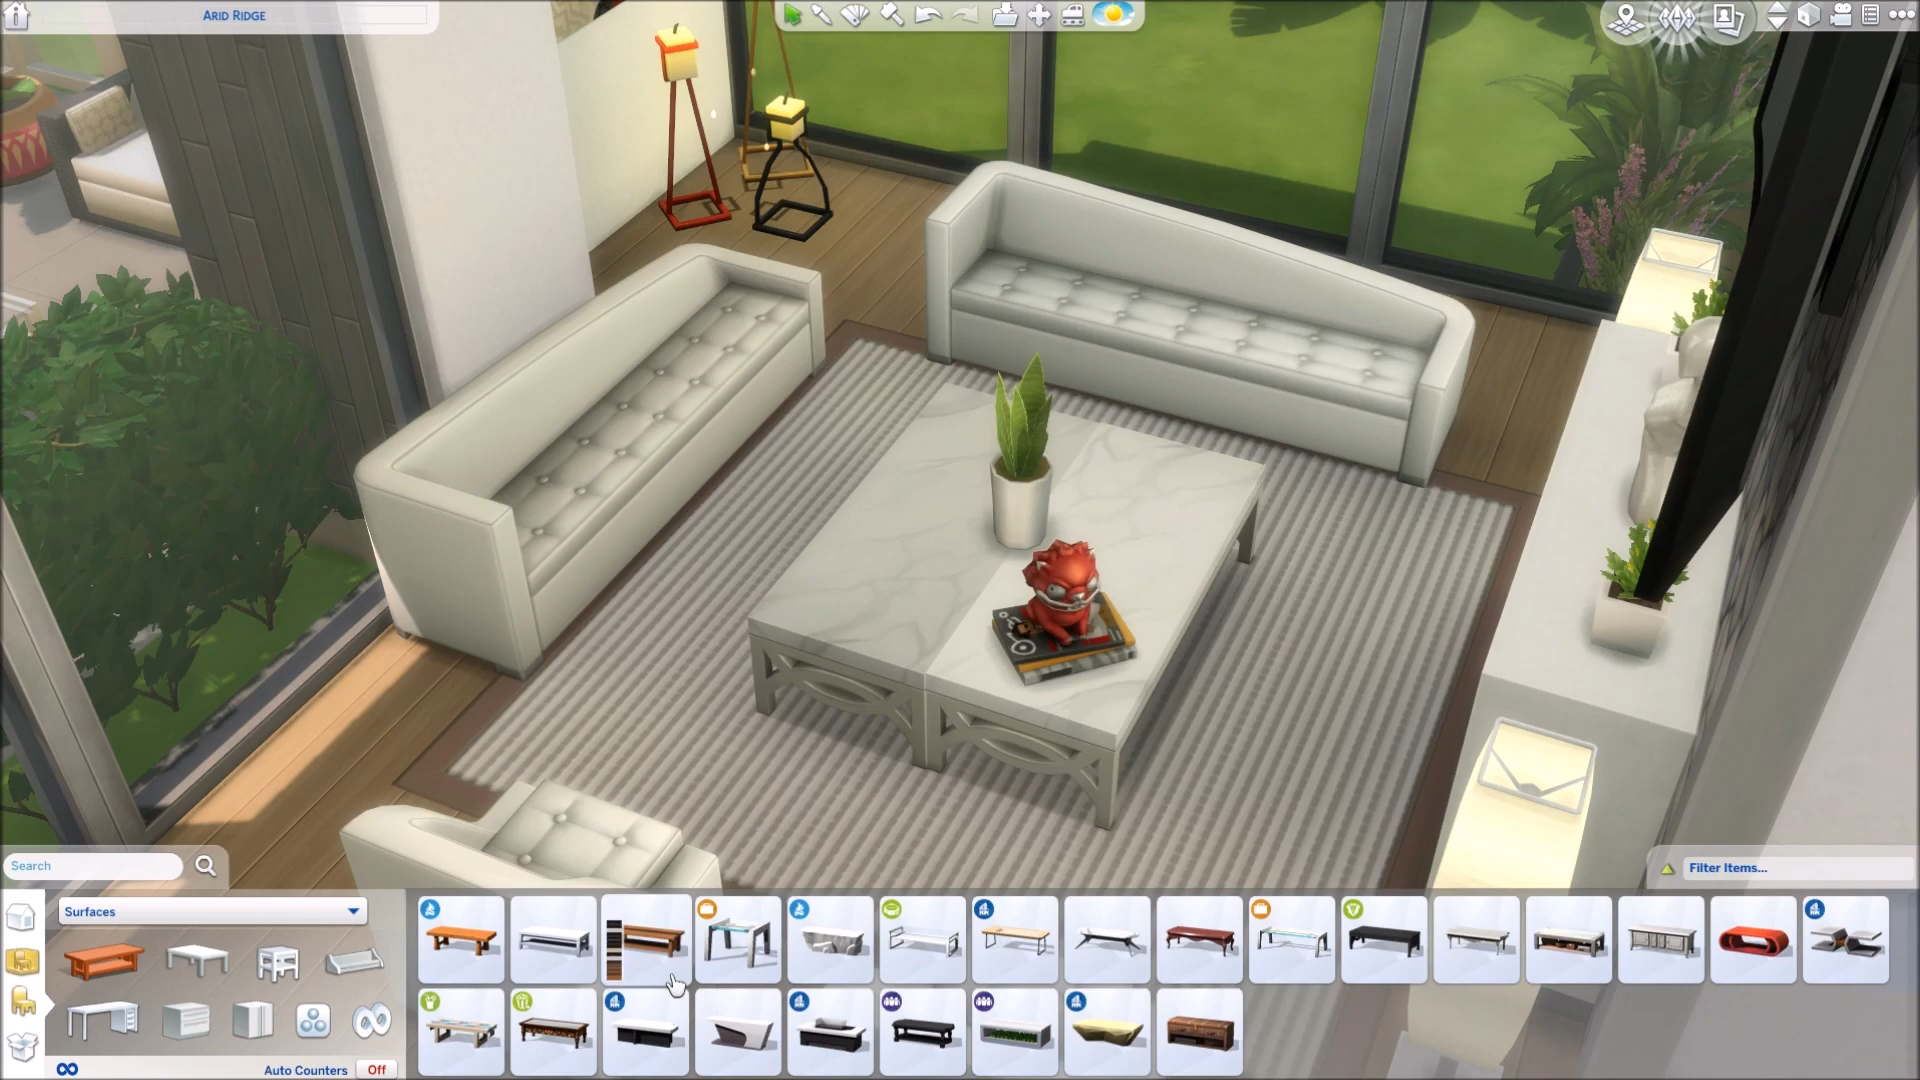 ARID RIDGE
Search
Filter Items...
Surfaces
Auto Counters Off